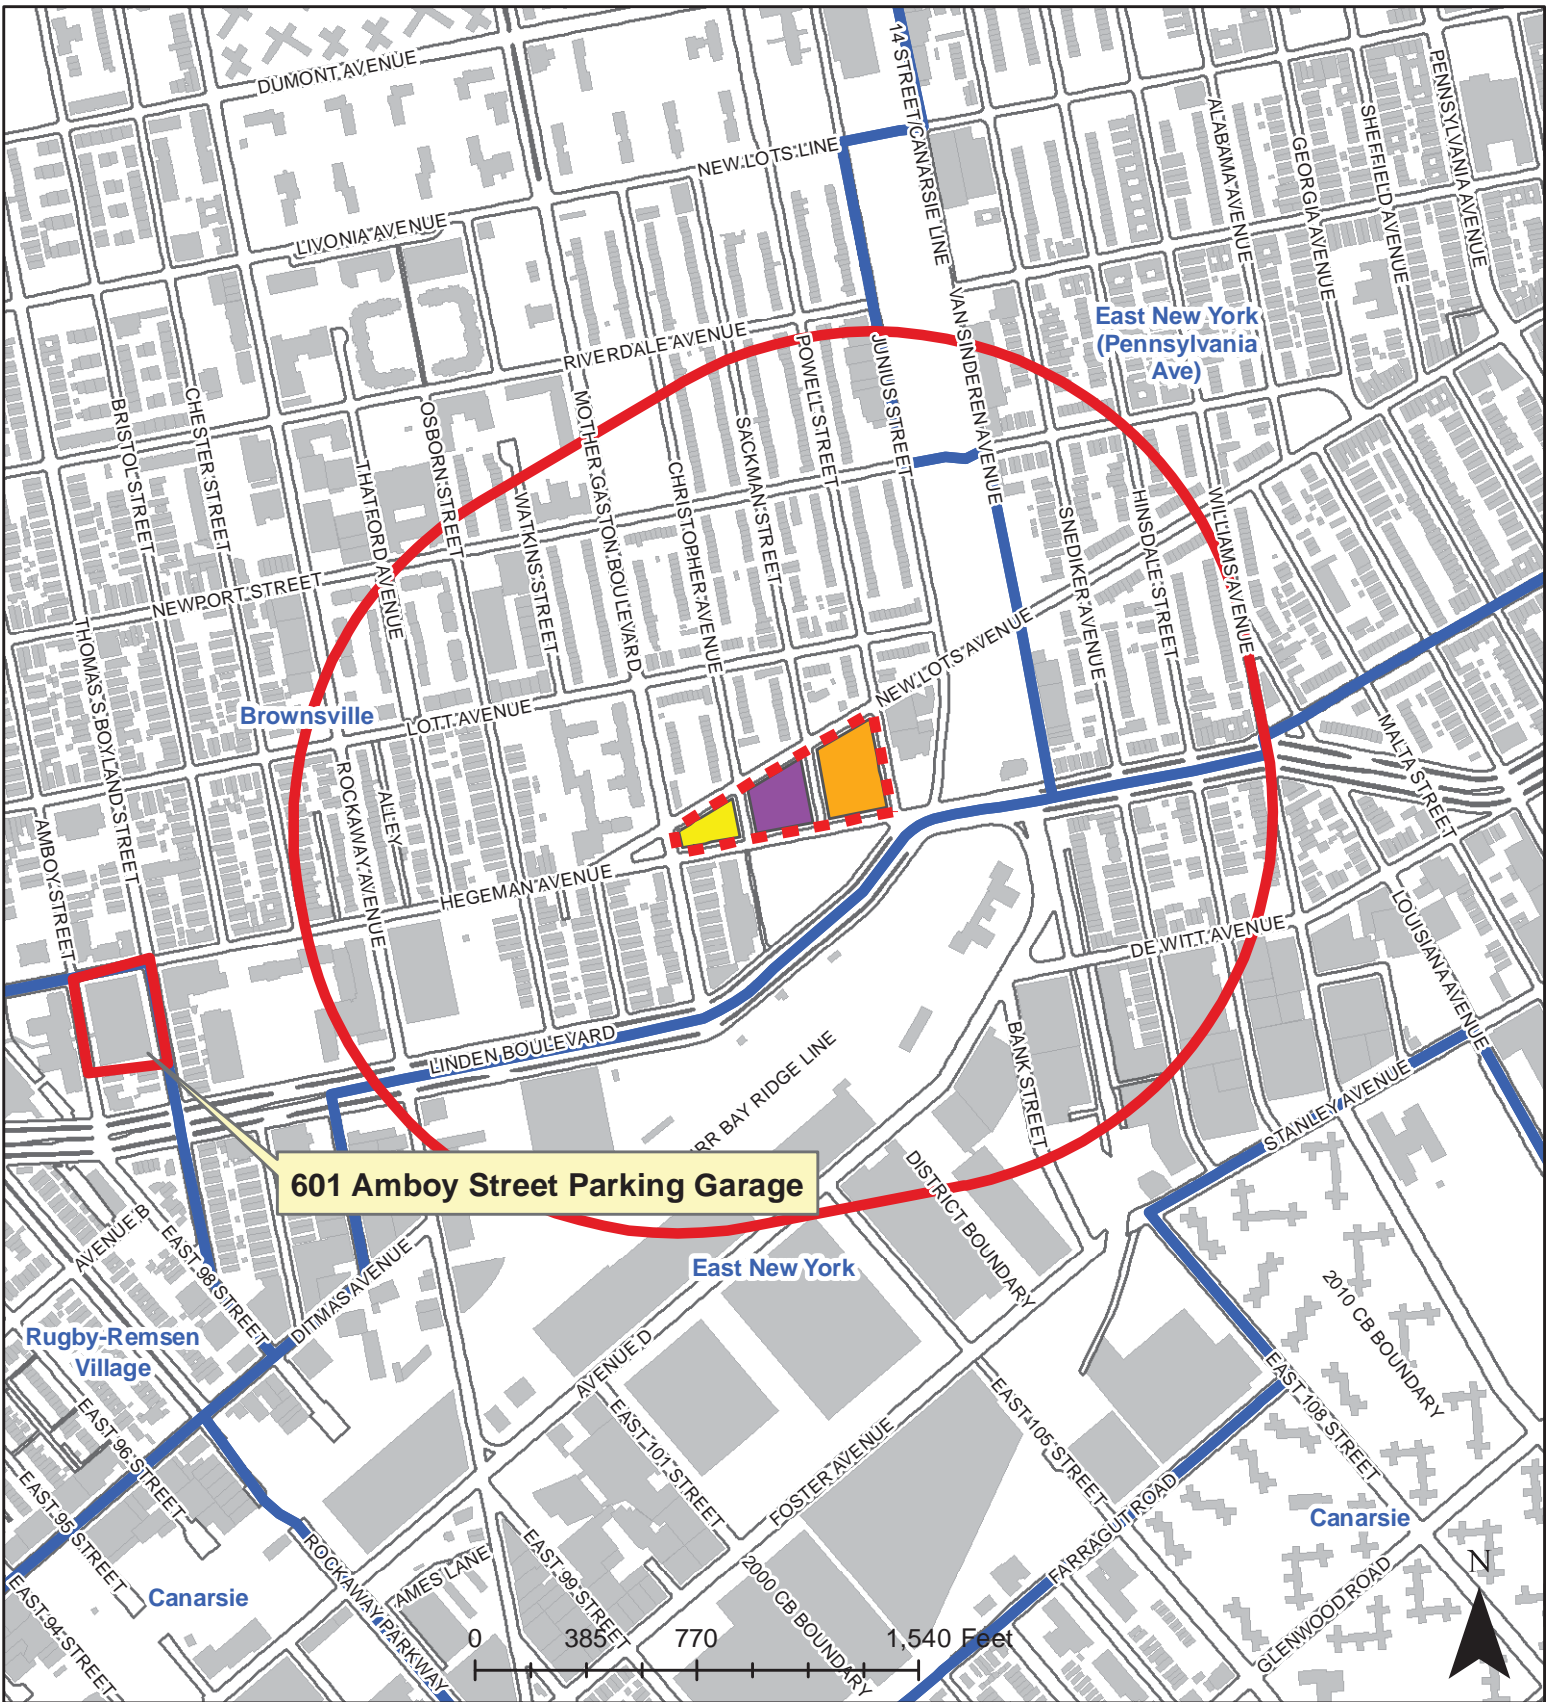 DUMONT AVENUE
14 STREET/CANARSIE LINE
PENNSYLVANIA AVENUE
SHEFFIELD AVENUE
ALABAMA AVENUE
GEORGIA AVENUE
NEW LOTS LINE
LIVONIA AVENUE
VAN SINDEREN AVENUE
East New York
(Pennsylvania
Ave)
RIVERDALE AVENUE
POWELL STREET
JUNIUS STREET
CHESTER STREET
BRISTOL STREET
OSBORN STREET
MOTHER GASTON BOULEVARD
SACKMAN STREET
THATFORD AVENUE
WATKINS STREET
CHRISTOPHER AVENUE
SNEDIKER AVENUE
HINSDALE STREET
WILLIAMS AVENUE
NEWPORT STREET
THOMAS S BOYLAND STREET
NEW LOTS AVENUE
Brownsville
LOTT AVENUE
MALTA STREET
ROCKAWAY AVENUE
ALLEY
AMBOY STREET
HEGEMAN AVENUE
LOUISIANA AVENUE
DE WITT AVENUE
LINDEN BOULEVARD
BANK STREET
RR BAY RIDGE LINE
STANLEY AVENUE
601 Amboy Street Parking Garage
DISTRICT BOUNDARY
AVENUE B
EAST 98 STREET
DITMAS AVENUE
East New York
2010 CB BOUNDARY
Rugby-Remsen
Village
AVENUE D
EAST 108 STREET
EAST 105 STREET
EAST 96 STREET
EAST 101 STREET
FOSTER AVENUE
EAST 95 STREET
FARRAGUT ROAD
Canarsie
EAST 99 STREET
ROCKAWAY PARKWAY
AMES LANE
2000 CB BOUNDARY
GLENWOOD ROAD
N
EAST 94 STREET
Canarsie
0 385 770 1,540 Feet